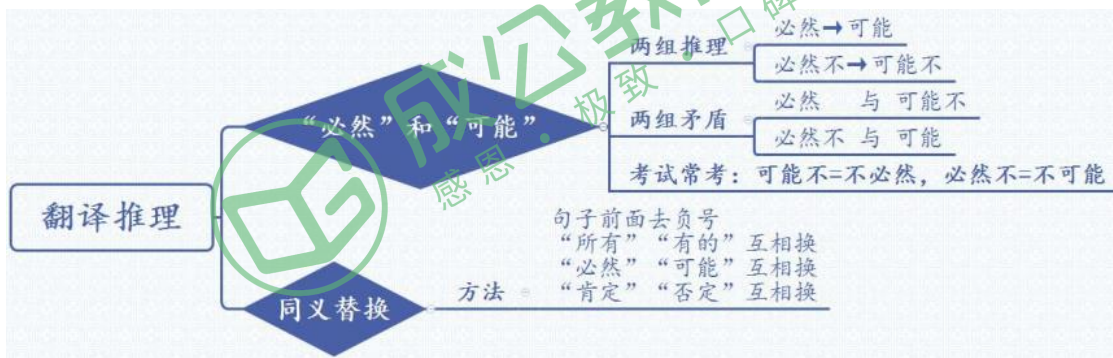 成公教
感恩·极致·口碑
翻译推理
“必然”和“可能”
两组推理
必然→可能
必然不→可能不
两组矛盾
必然 与 可能不
必然不 与 可能
考试常考：可能不=不必然，必然不=不可能
同义替换
方法
句子前面去负号
“所有”“有的”互相换
“必然”“可能”互相换
“肯定”“否定”互相换